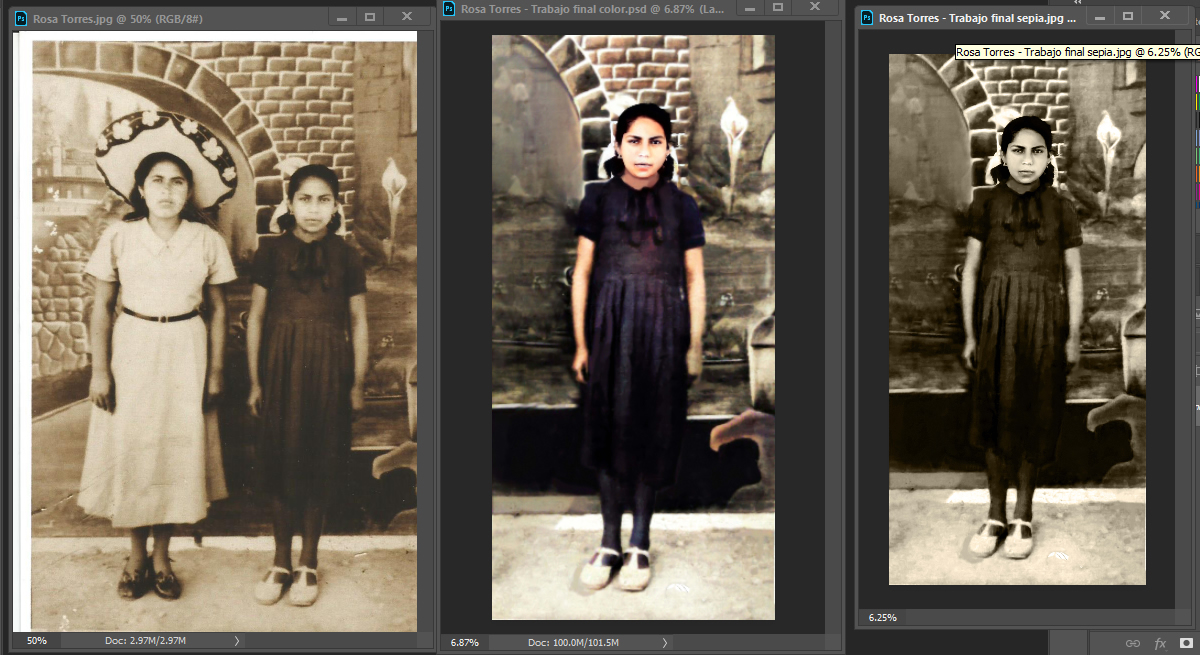 Ps Rosa Torres.jpg @ 50% (RGB/8#)
50%
Doc: 2.97M/2.97M
Ps Rosa Torres - Trabajo final color.psd @ 6.87% (La...
6.87%
Doc: 100.0M/101.5M
Ps Rosa Torres - Trabajo final sepia.jpg ...
Rosa Torres - Trabajo final sepia.jpg @ 6.25% (RG
6.25%
fx